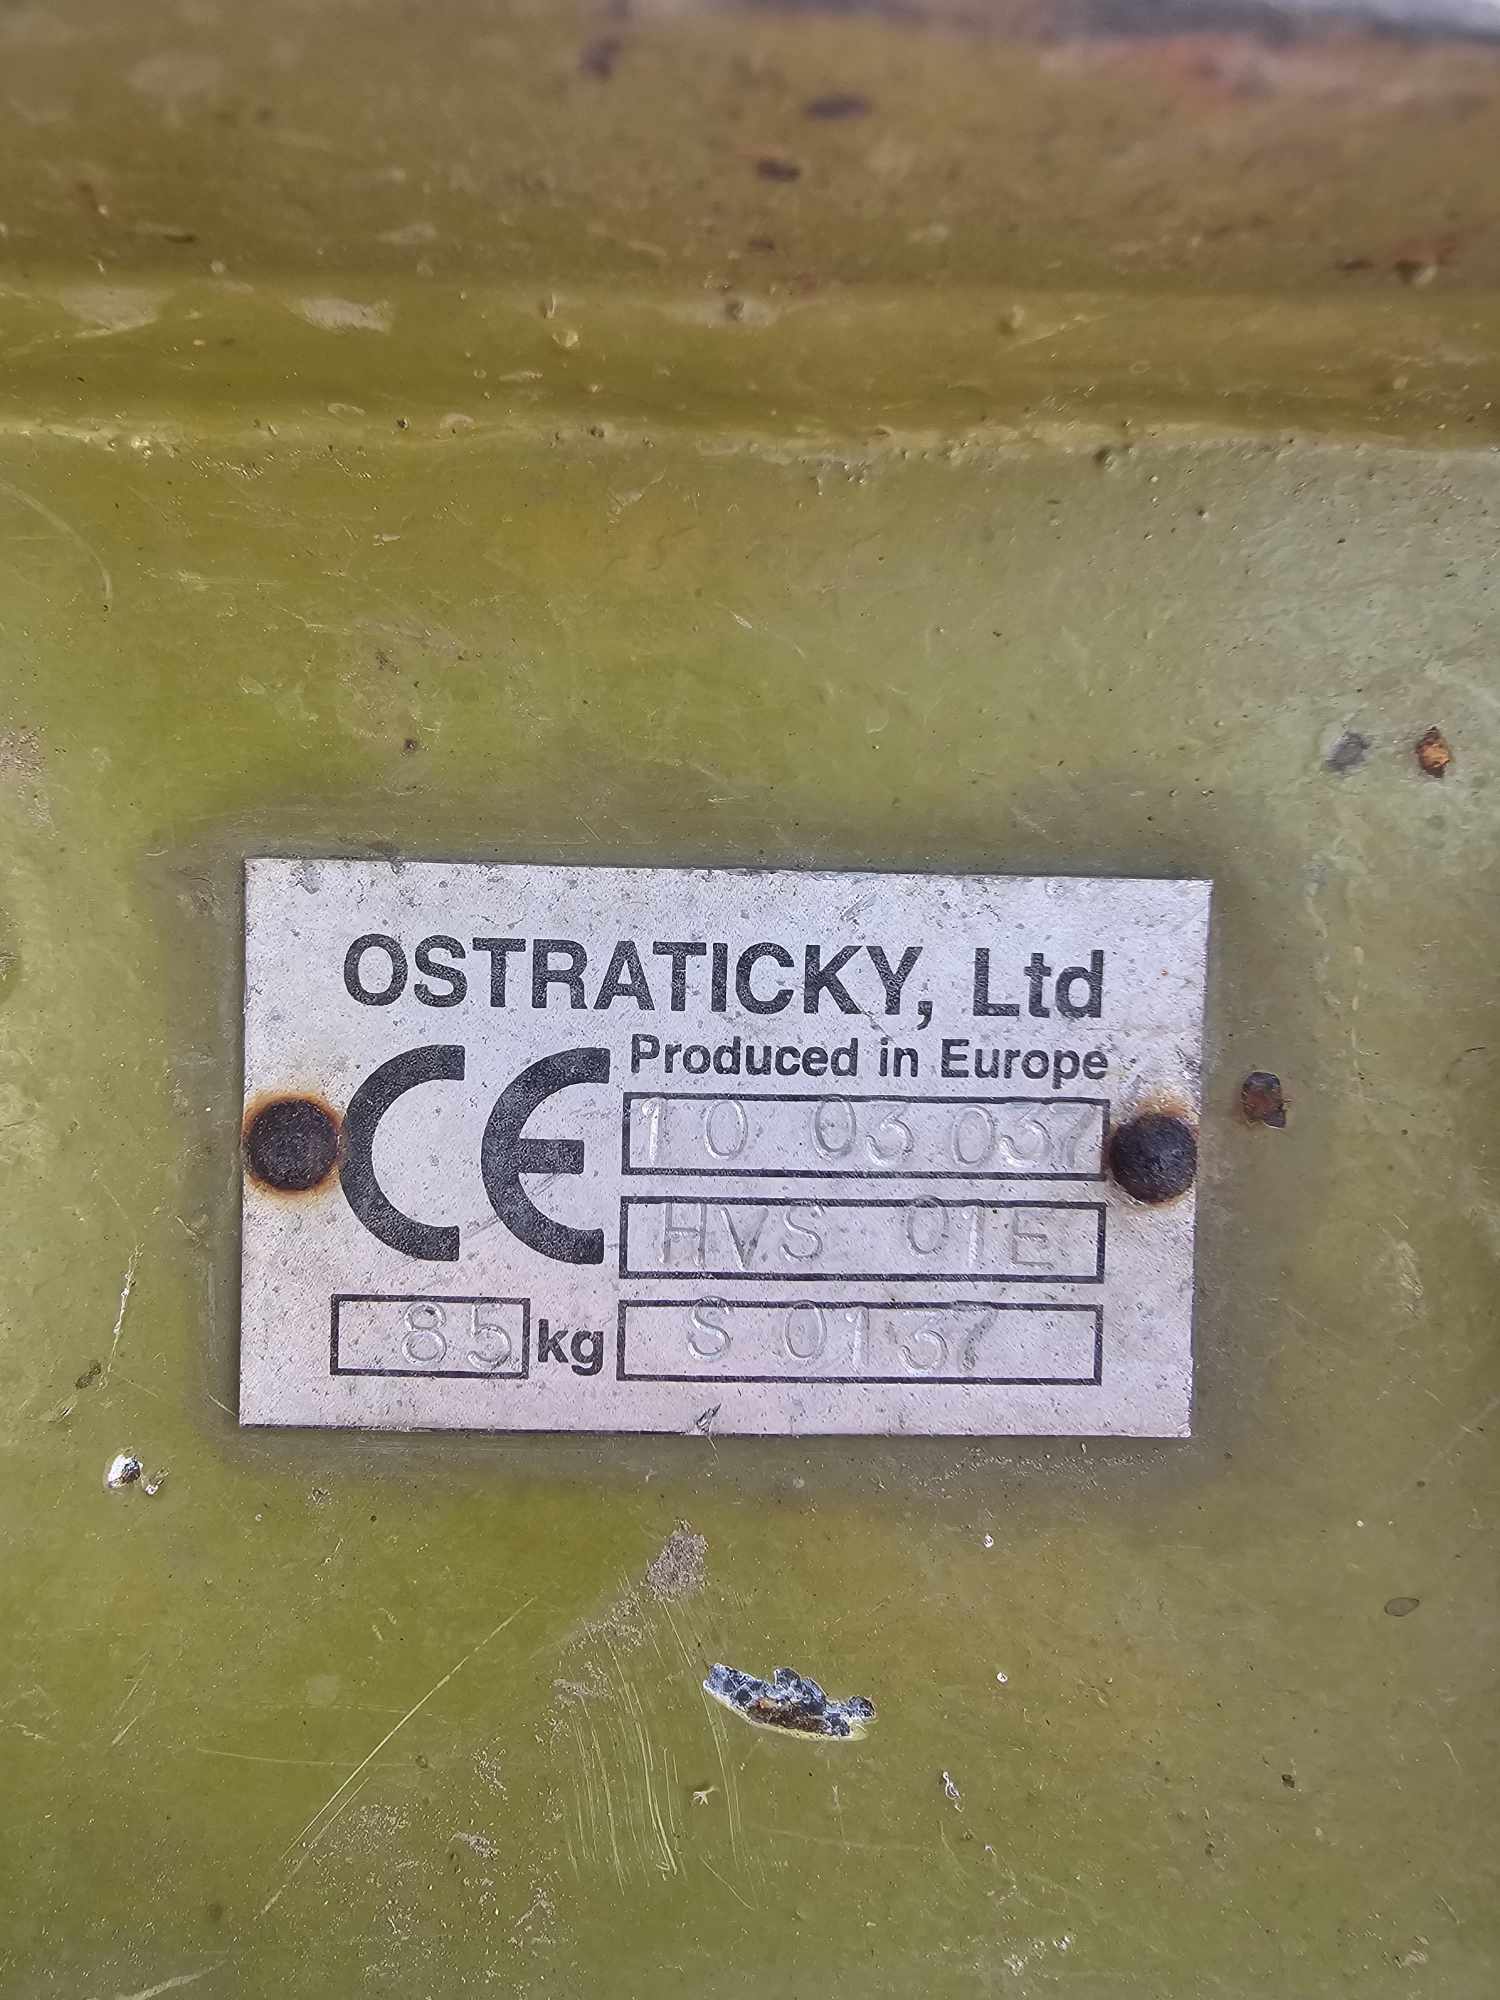 OSTRATICKY, Ltd
CE Produced in Europe
10 03 037
HVS 01E
85 kg S 0137